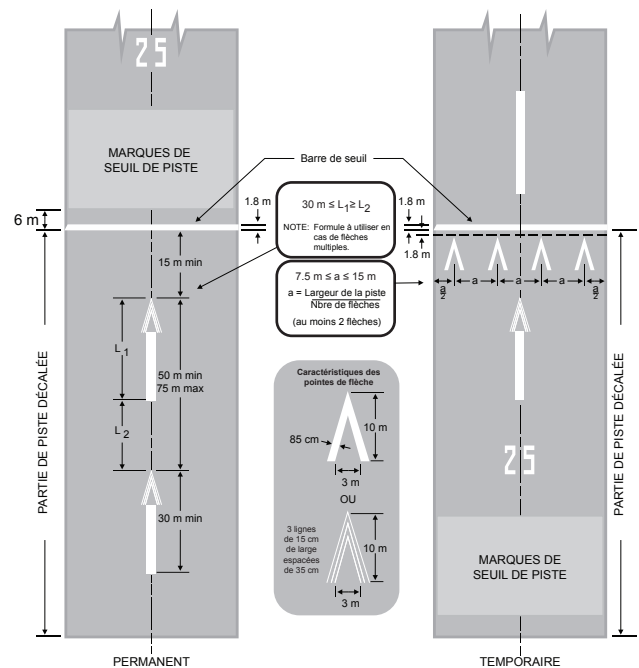 25
MARQUES DE
SEUIL DE PISTE
6 m
15 m min
L1
L2
50 m min
75 m max
30 m min
PARTIE DE PISTE DÉCALÉE
PERMANENT
Barre de seuil
1.8 m
30 m ≤ L1 ≥ L2
NOTE: Formule à utiliser en
cas de flèches
multiples.
7.5 m ≤ a ≤ 15 m
a = Largeur de la piste
Nbre de flèches
(au moins 2 flèches)
Caractéristiques des
pointes de flèche
85 cm
10 m
3 m
OU
3 lignes
de 15 cm
de large
espacées
de 35 cm
10 m
3 m
1.8 m
1.8 m
a/2
a
a
a
a/2
25
MARQUES DE
SEUIL DE PISTE
PARTIE DE PISTE DÉCALÉE
TEMPORAIRE